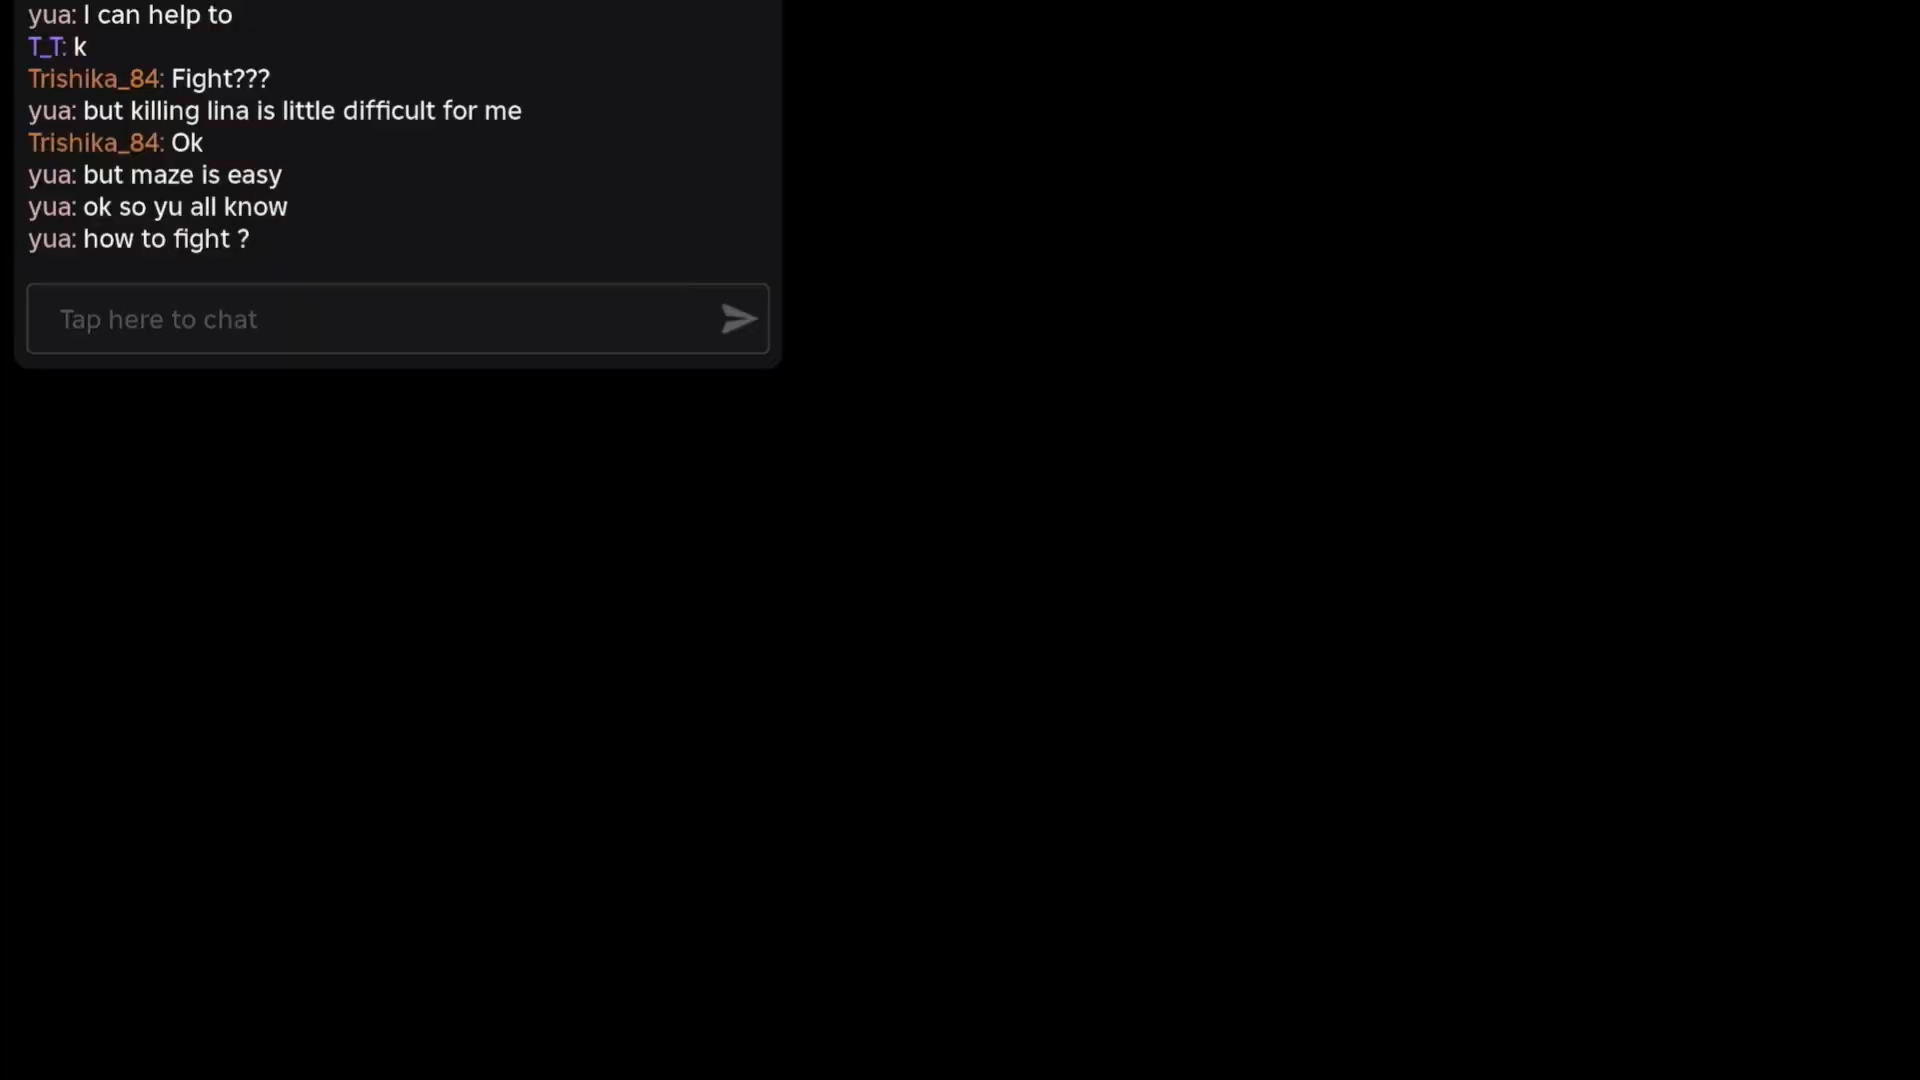 yua: I can help to
T_T: k
Trishika_84: Fight???
yua: but killing lina is little difficult for me
Trishika_84: Ok
yua: but maze is easy
yua: ok so yu all know
yua: how to fight ?
Tap here to chat